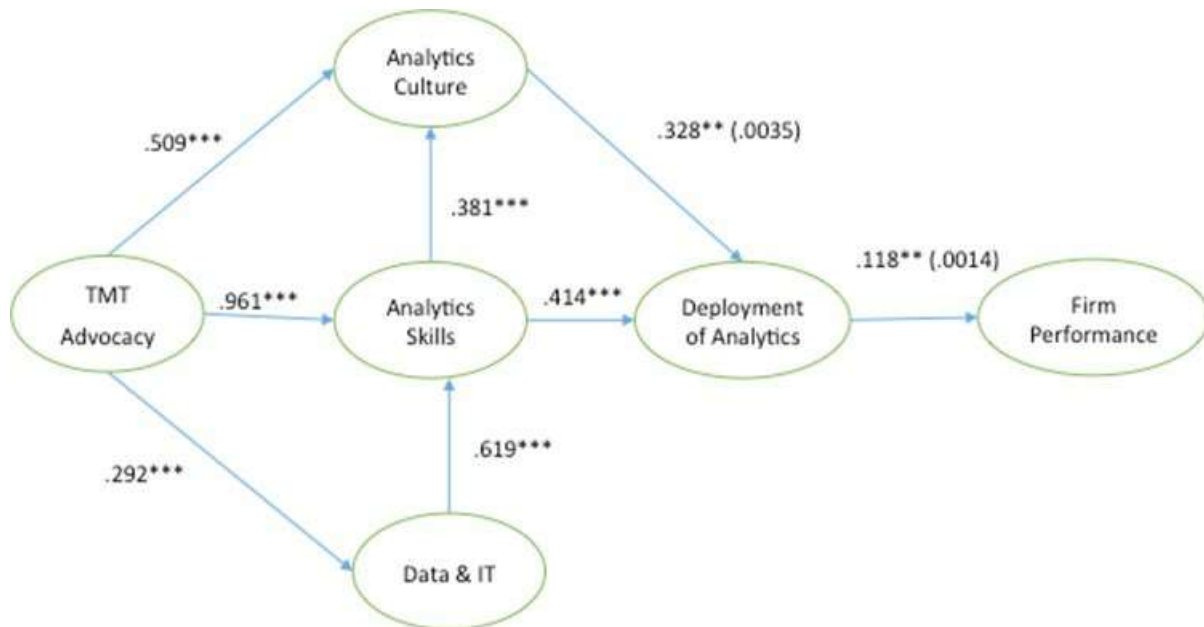 Analytics
Culture
.509***
.328** (.0035)
.381***
TMT
Advocacy
.961***
Analytics
Skills
.414***
Deployment
of Analytics
.118** (.0014)
Firm
Performance
.292***
.619***
Data & IT